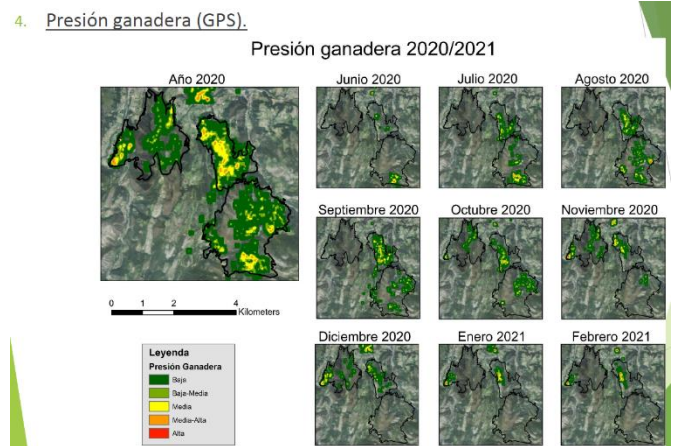 4. Presión ganadera (GPS).
Presión ganadera 2020/2021
Año 2020
Junio 2020
Julio 2020
Agosto 2020
Septiembre 2020
Octubre 2020
Noviembre 2020
0 1 2 4
Kilometers
Diciembre 2020
Enero 2021
Febrero 2021
Leyenda
Presión Ganadera
Baja
Baja-Media
Media
Media-Alta
Alta